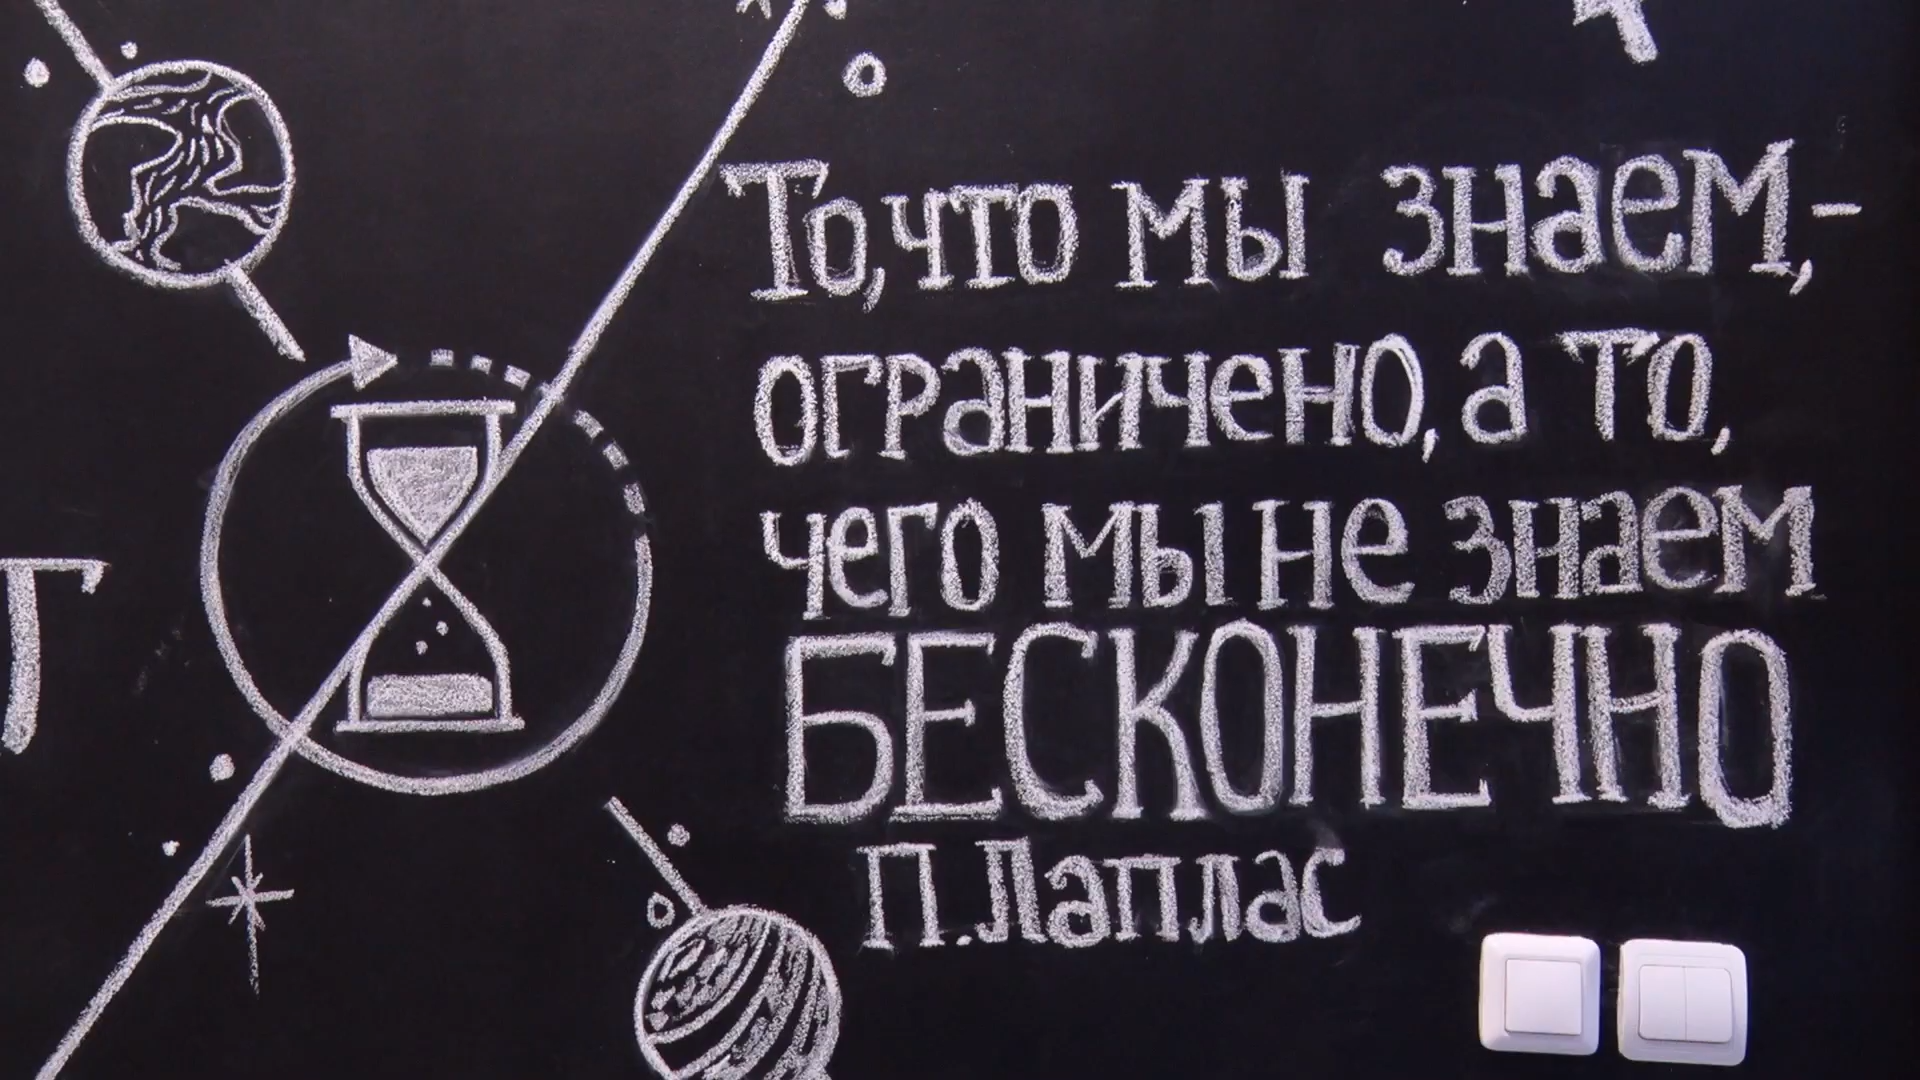 То, что мы знаем, -
ограничено, а то,
чего мы не знаем
БЕСКОНЕЧНО
П. Лаплас